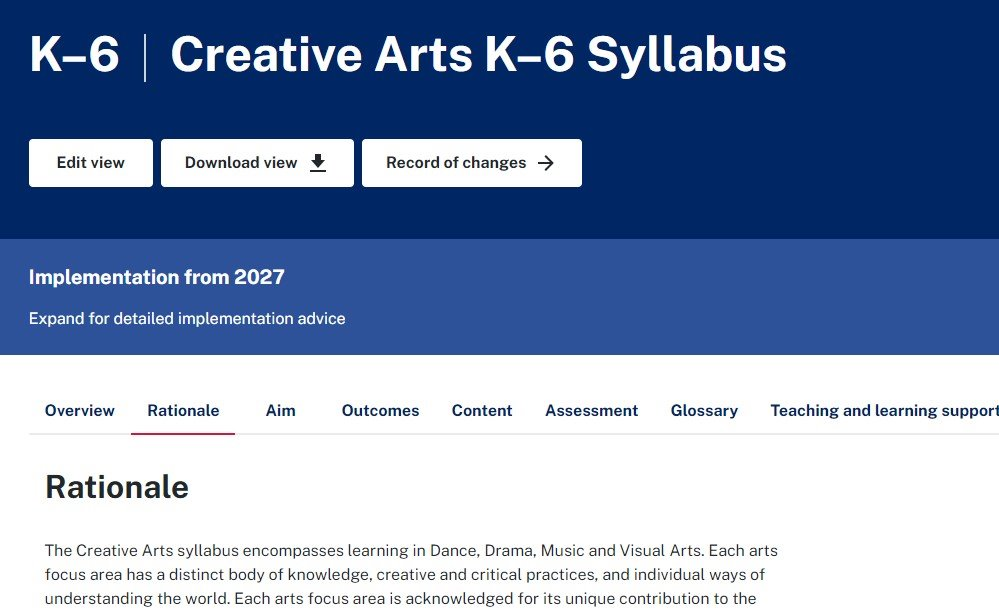 K–6 | Creative Arts K–6 Syllabus
Edit view
Download view
Record of changes
Implementation from 2027
Expand for detailed implementation advice
Overview Rationale Aim Outcomes Content Assessment Glossary Teaching and learning support
Rationale
The Creative Arts syllabus encompasses learning in Dance, Drama, Music and Visual Arts. Each arts
focus area has a distinct body of knowledge, creative and critical practices, and individual ways of
understanding the world. Each arts focus area is acknowledged for its unique contribution to the